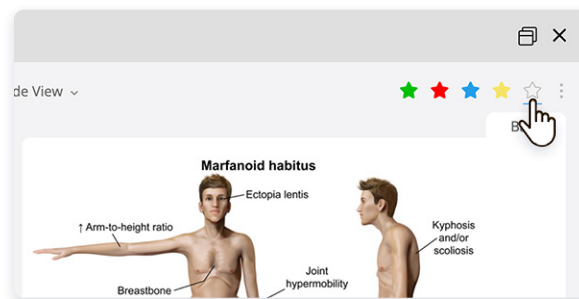 de View
Marfanoid habitus
Ectopia lentis
↑ Arm-to-height ratio
Kyphosis
and/or
scoliosis
Joint
hypermobility
Breastbone